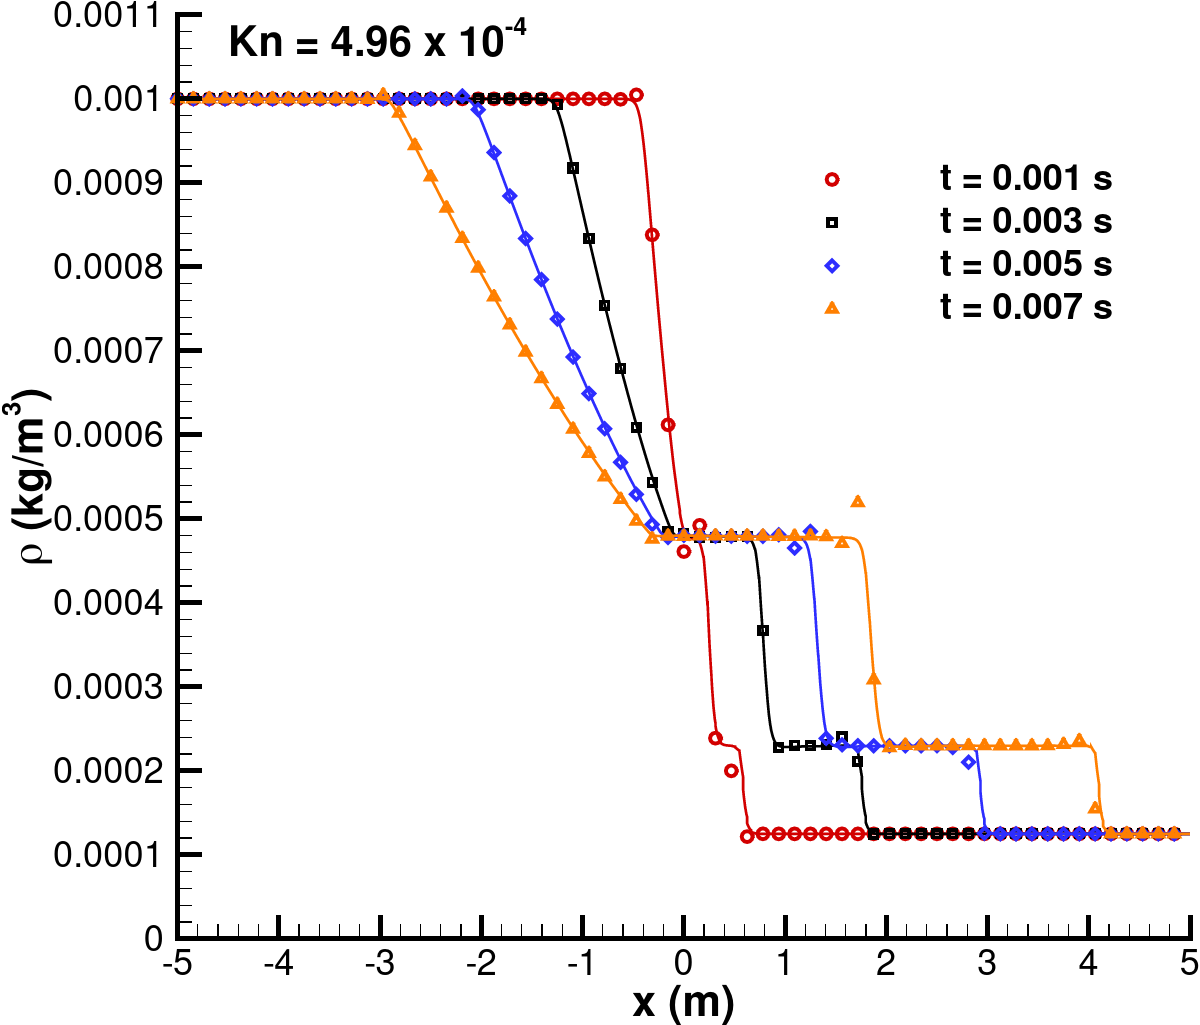 Kn = 4.96 x 10-4
t = 0.001 s
t = 0.003 s
t = 0.005 s
t = 0.007 s
ρ (kg/m3)
0.0011
0.001
0.0009
0.0008
0.0007
0.0006
0.0005
0.0004
0.0003
0.0002
0.0001
0
-5 -4 -3 -2 -1 0 1 2 3 4 5
x (m)